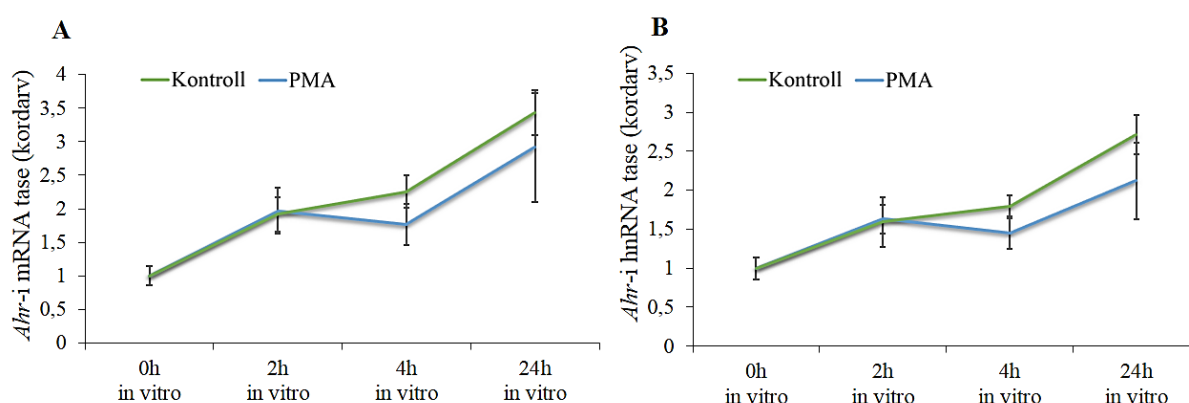 A
Ahr-i mRNA tase (kordarv)
Kontroll PMA
4
3,5
3
2,5
2
1,5
1
0,5
0
0h 2h 4h 24h
in vitro in vitro in vitro in vitro
B
Ahr-i hnRNA tase (kordarv)
Kontroll PMA
3,5
3
2,5
2
1,5
1
0,5
0
0h 2h 4h 24h
in vitro in vitro in vitro in vitro